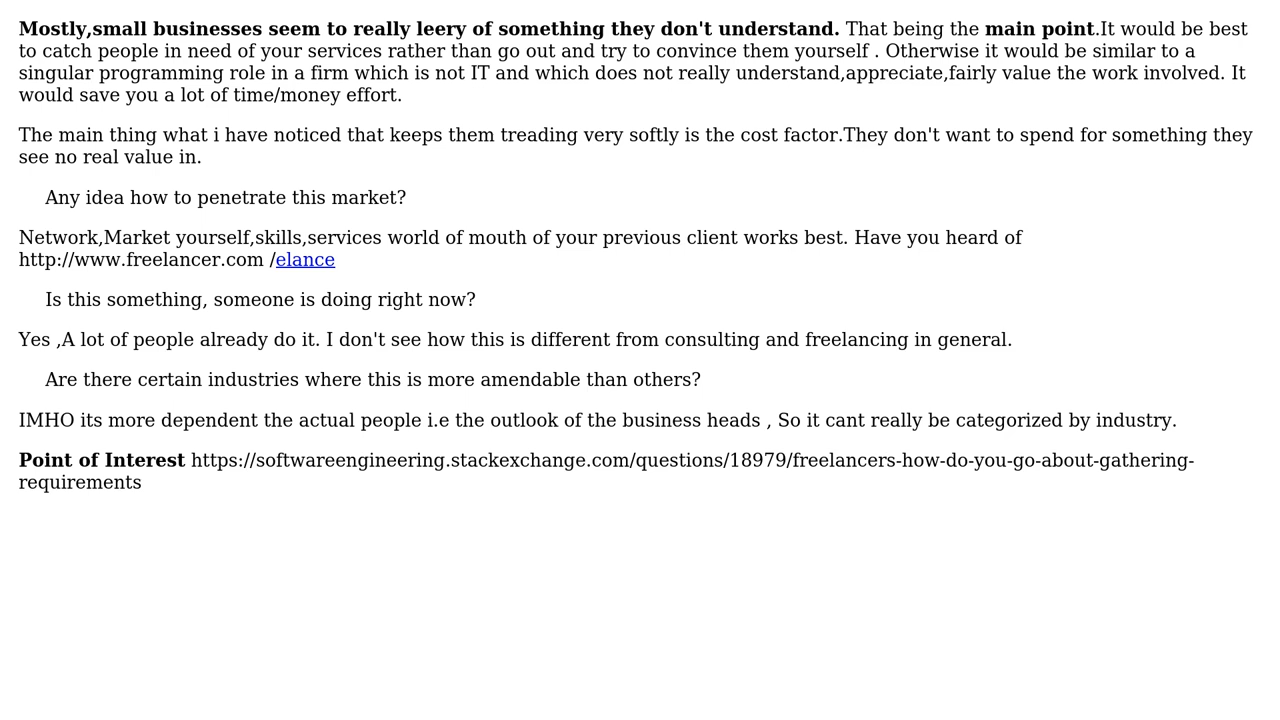 Mostly,small businesses seem to really leery of something they don't understand. That being the main point.It would be best
to catch people in need of your services rather than go out and try to convince them yourself . Otherwise it would be similar to a
singular programming role in a firm which is not IT and which does not really understand,appreciate,fairly value the work involved. It
would save you a lot of time/money effort.
The main thing what i have noticed that keeps them treading very softly is the cost factor.They don't want to spend for something they
see no real value in.
Any idea how to penetrate this market?
Network,Market yourself,skills,services world of mouth of your previous client works best. Have you heard of
http://www.freelancer.com /elance
Is this something, someone is doing right now?
Yes ,A lot of people already do it. I don't see how this is different from consulting and freelancing in general.
Are there certain industries where this is more amendable than others?
IMHO its more dependent the actual people i.e the outlook of the business heads , So it cant really be categorized by industry.
Point of Interest https://softwareengineering.stackexchange.com/questions/18979/freelancers-how-do-you-go-about-gathering-
requirements